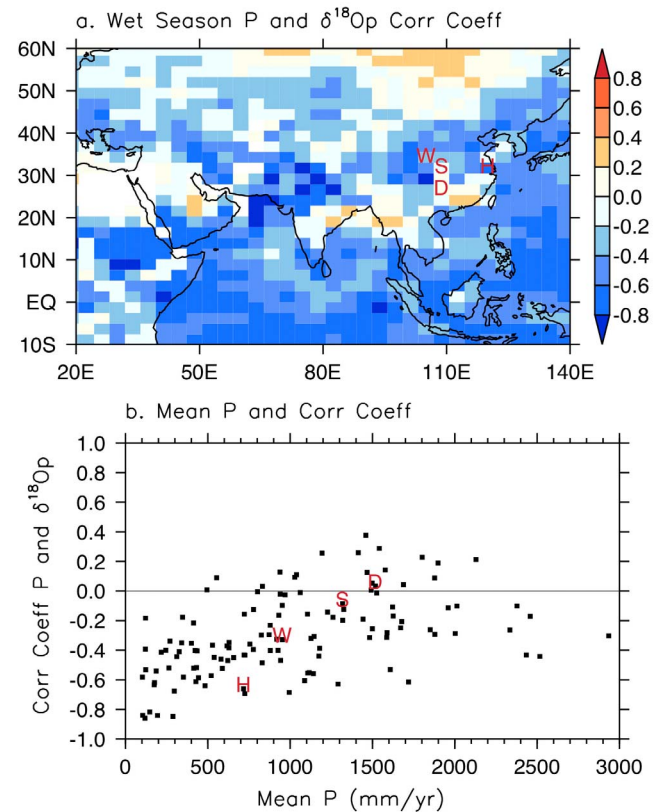 a. Wet Season P and δ¹⁸Op Corr Coeff
60N
50N
40N
30N
20N
10N
EQ
10S
20E
50E
80E
110E
140E
W
S
D
H
0.8
0.6
0.4
0.2
0.0
-0.2
-0.4
-0.6
-0.8
b. Mean P and Corr Coeff
Corr Coeff P and δ¹⁸Op
1.0
0.8
0.6
0.4
0.2
0.0
-0.2
-0.4
-0.6
-0.8
-1.0
D
S
W
H
0
500
1000
1500
2000
2500
3000
Mean P (mm/yr)